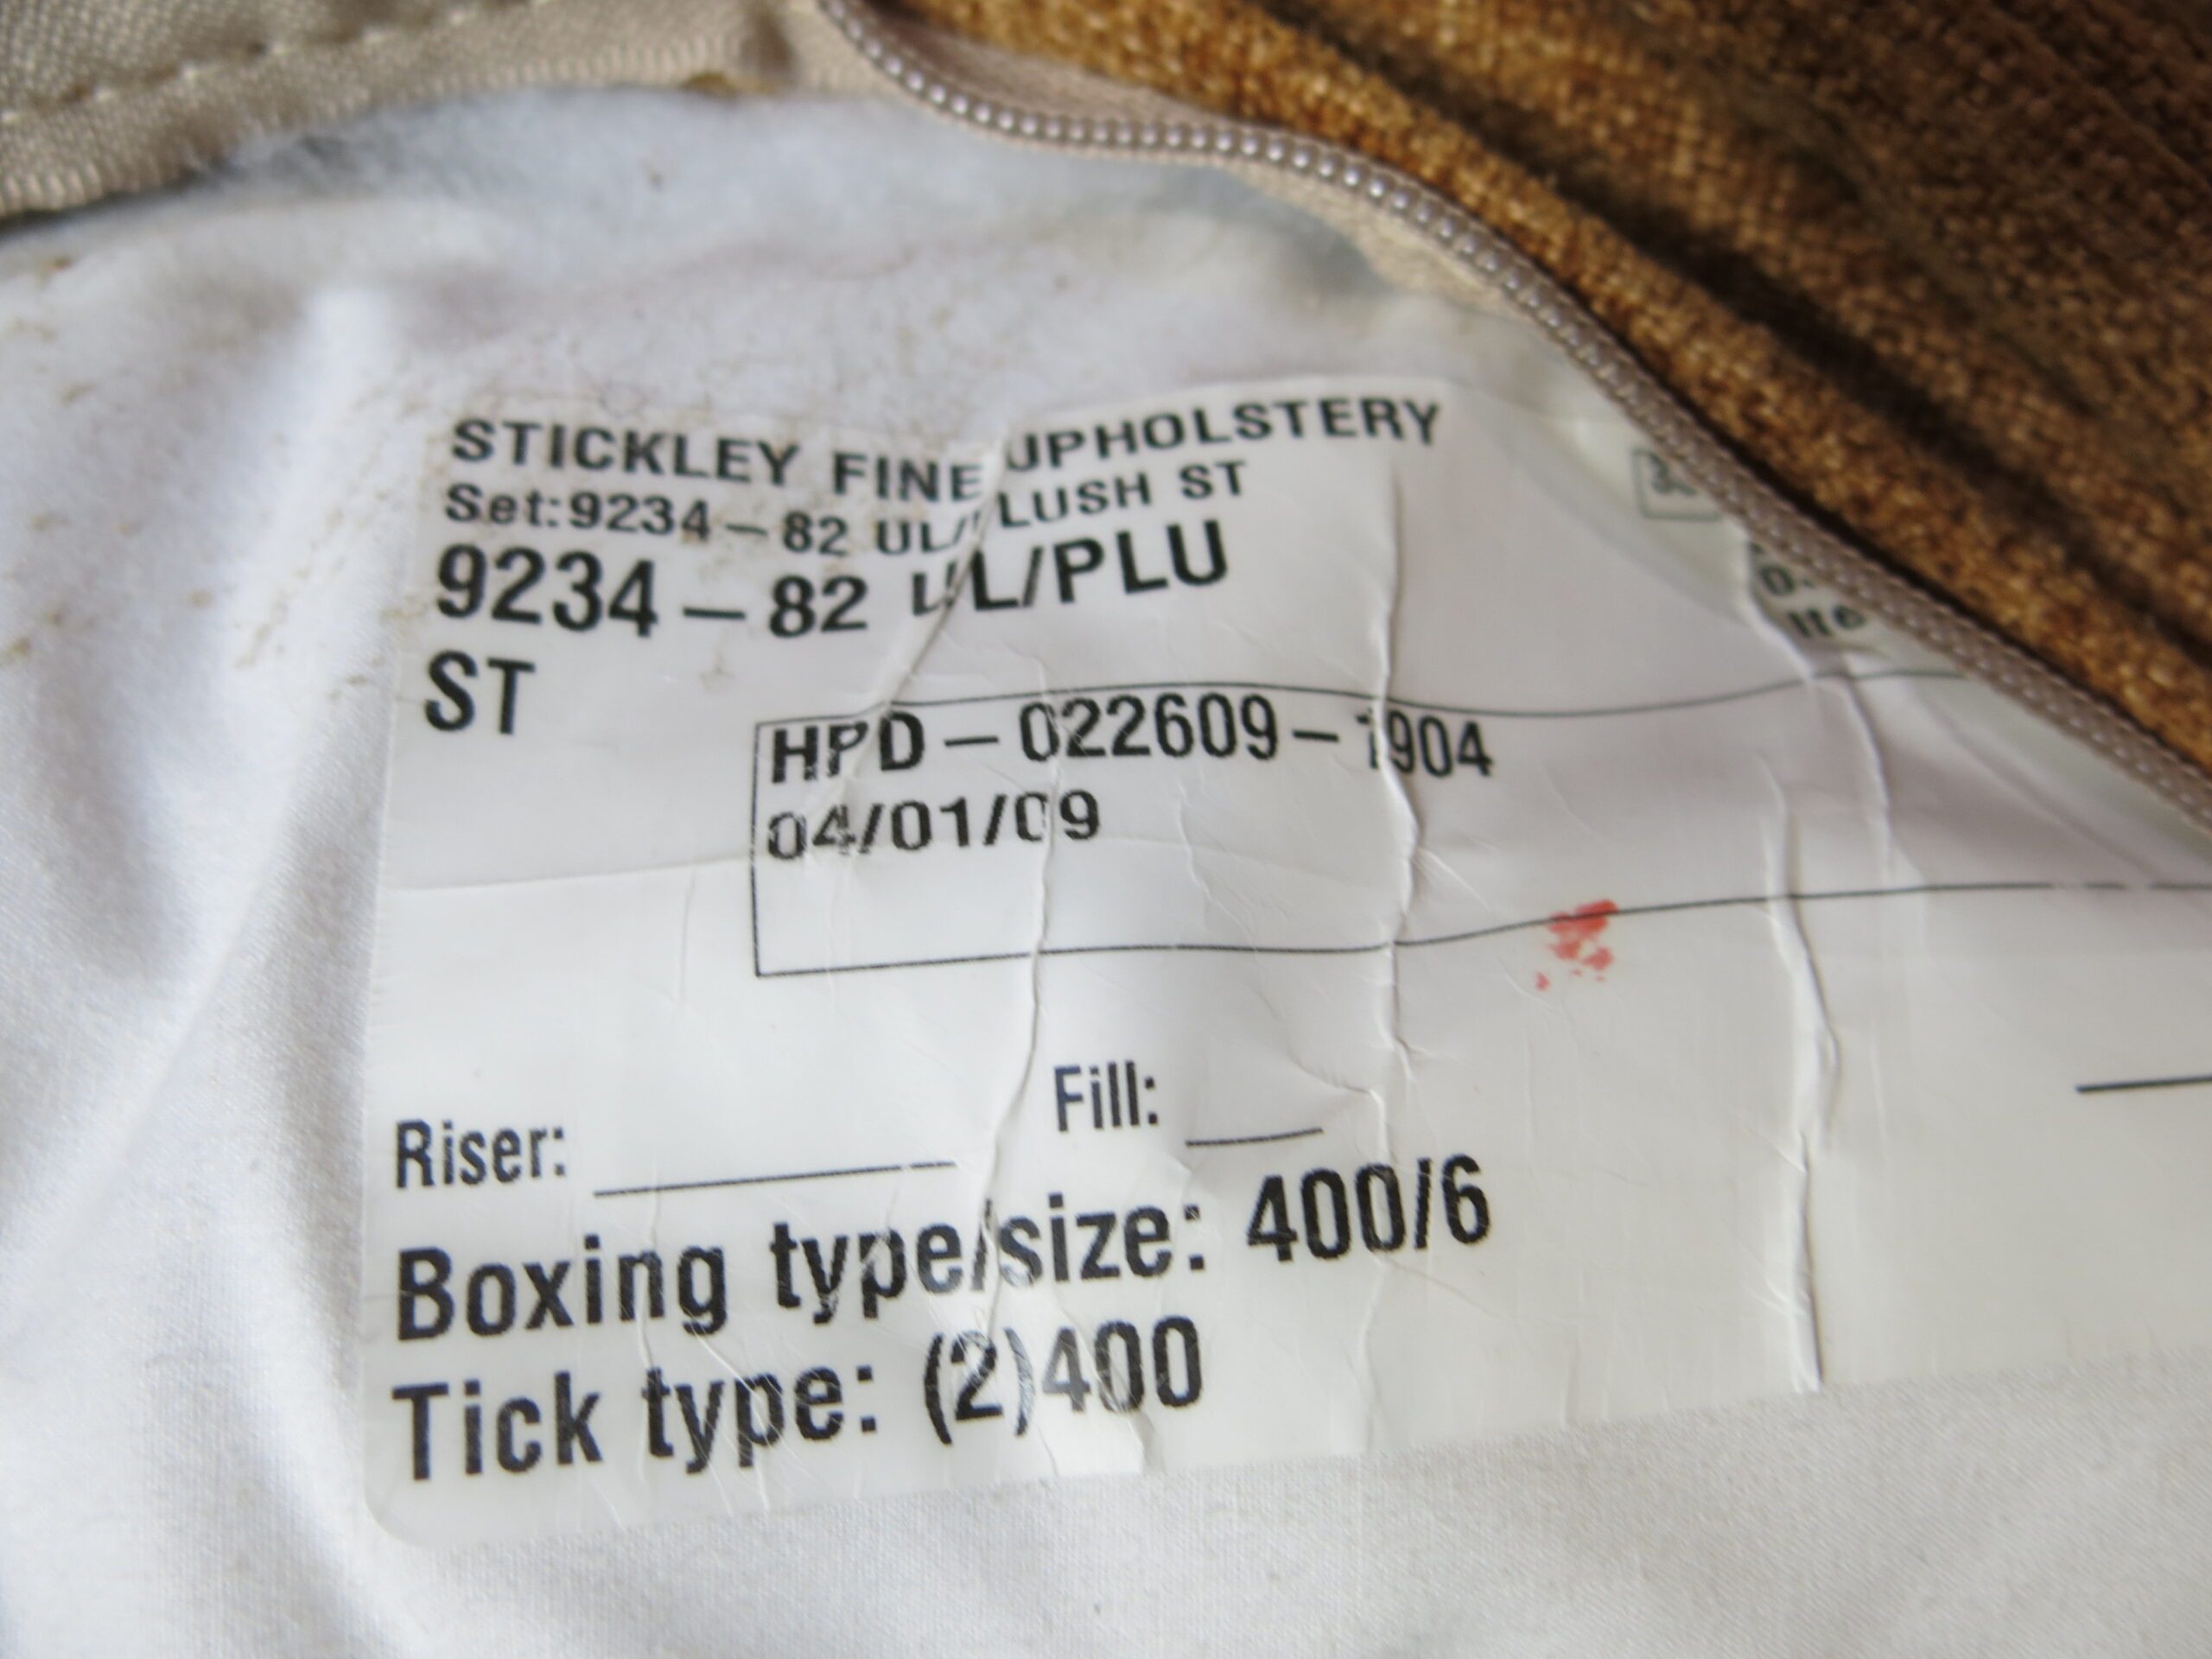 STICKLEY FINE UPHOLSTERY
Set:9234-82 UL/PLUSH ST
9234-82 UL/PLU
ST
HPD-022609-1904
04/01/09
Riser: Fill:
Boxing type/size: 400/6
Tick type: (2)400